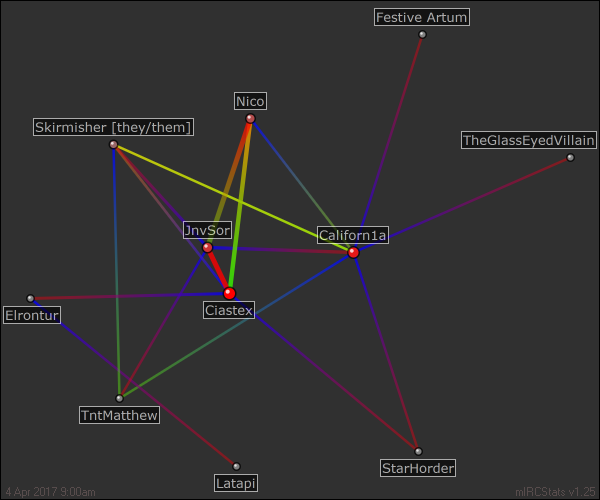 Festive Artum
Nico
Skirmisher [they/them]
TheGlassEyedVillain
JnvSor
Californ1a
Ciastex
Elrontur
TntMatthew
StarHorder
Latapi
4 Apr 2017 9:00am
mIRCStats v1.25